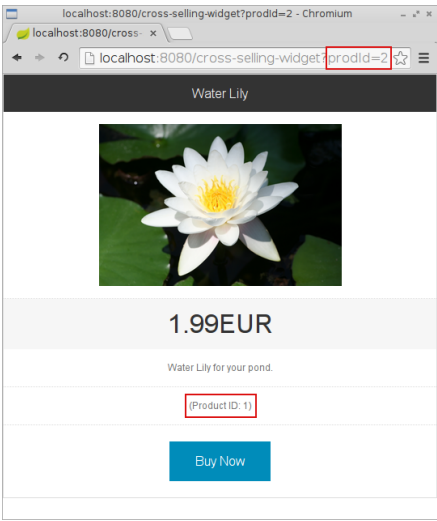 localhost:8080/cross-selling-widget?prodId=2 - Chromium
localhost:8080/cross-
localhost:8080/cross-selling-widget?prodId=2
Water Lily
1.99EUR
Water Lily for your pond.
(Product ID: 1)
Buy Now